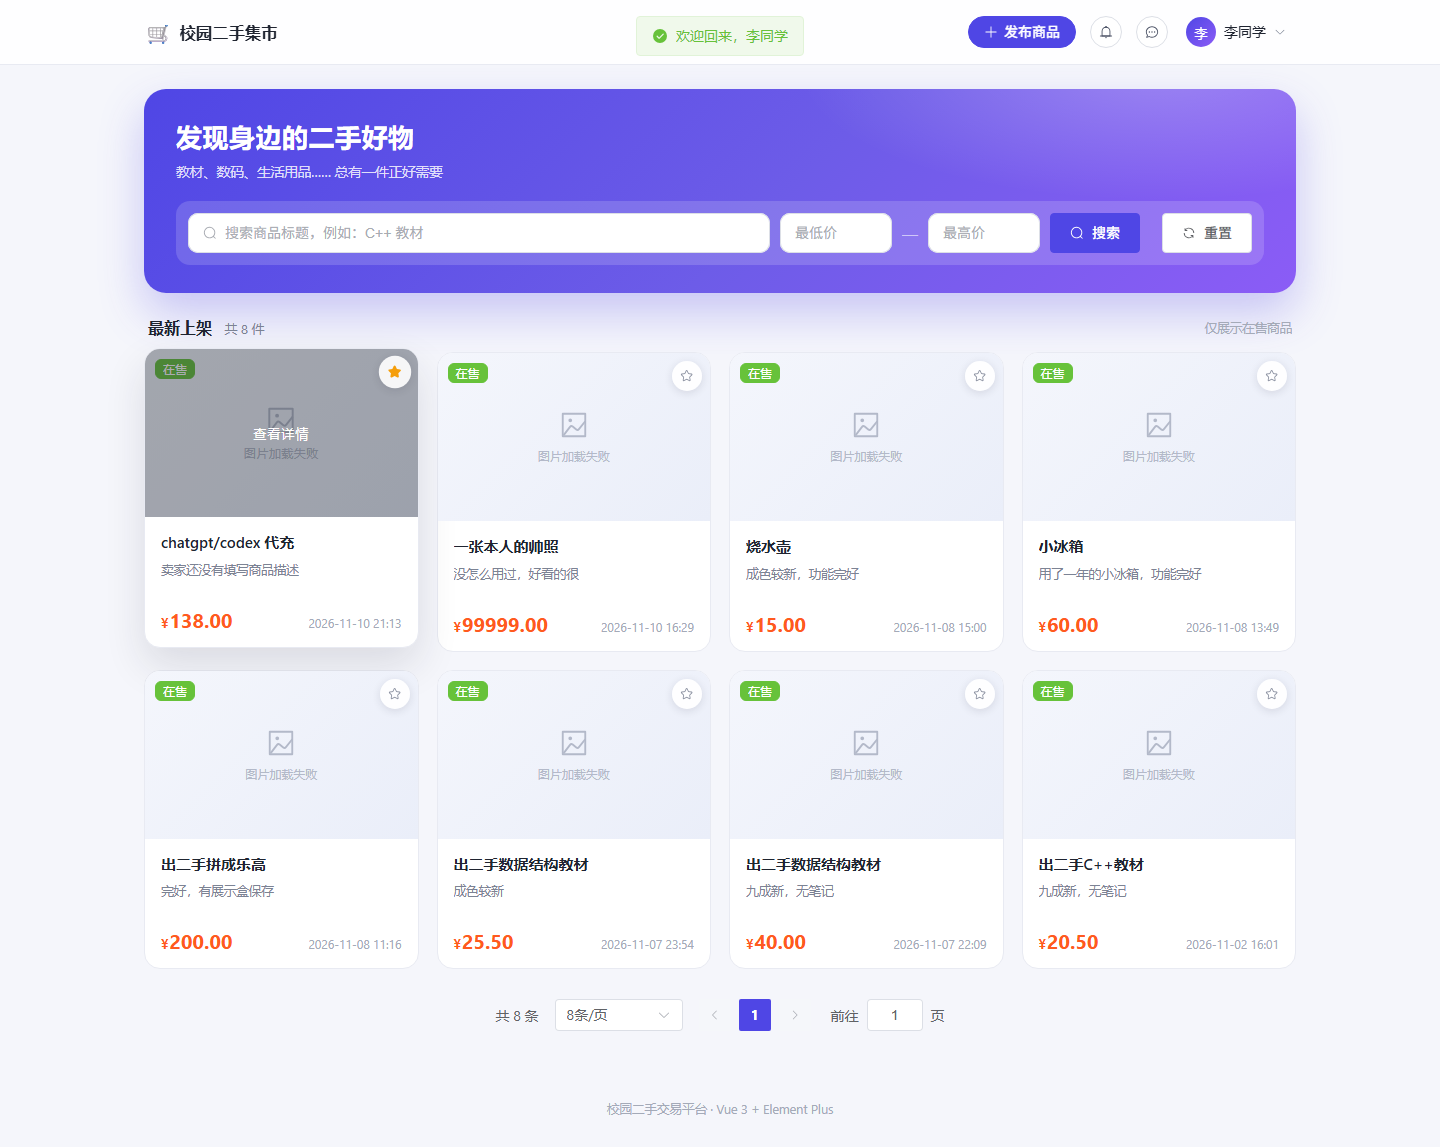 校园二手集市
欢迎回来，李同学
发布商品
李 李同学
发现身边的二手好物
教材、数码、生活用品...... 总有一件正好需要
搜索商品标题，例如：C++ 教材
最低价
—
最高价
搜索
重置
最新上架 共 8 件
仅展示在售商品
在售
查看详情
图片加载失败
chatgpt/codex 代充
卖家还没有填写商品描述
¥138.00 2026-11-10 21:13
在售
图片加载失败
一张本人的帅照
没怎么用过，好看的很
¥99999.00 2026-11-10 16:29
在售
图片加载失败
烧水壶
成色较新，功能完好
¥15.00 2026-11-08 15:00
在售
图片加载失败
小冰箱
用了一年的小冰箱，功能完好
¥60.00 2026-11-08 13:49
在售
图片加载失败
出二手拼成乐高
完好，有展示盒保存
¥200.00 2026-11-08 11:16
在售
图片加载失败
出二手数据结构教材
成色较新
¥25.50 2026-11-07 23:54
在售
图片加载失败
出二手数据结构教材
九成新，无笔记
¥40.00 2026-11-07 22:09
在售
图片加载失败
出二手C++教材
九成新，无笔记
¥20.50 2026-11-02 16:01
共 8 条 8条/页 1 前往 1 页
校园二手交易平台 · Vue 3 + Element Plus